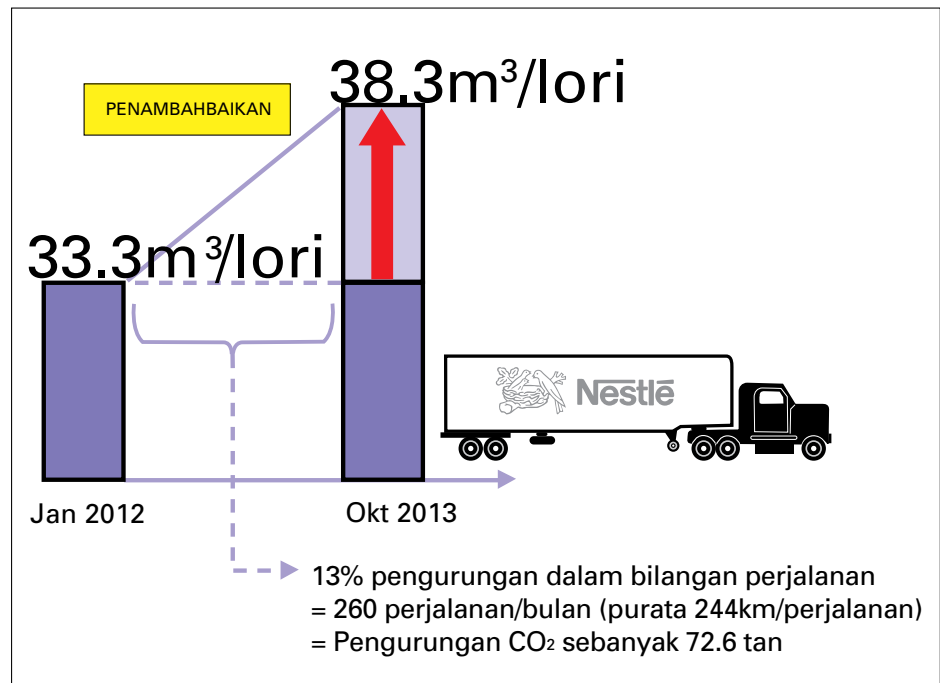 PENAMBAHBAIKAN
38.3m³/lori
33.3m³/lori
Nestlé
Jan 2012
Okt 2013
13% pengurungan dalam bilangan perjalanan
= 260 perjalanan/bulan (purata 244km/perjalanan)
= Pengurungan CO₂ sebanyak 72.6 tan